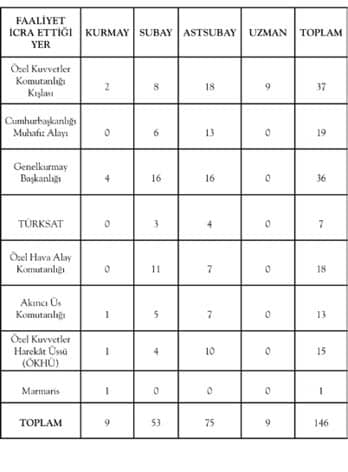 FAALİYET
İCRA ETTİĞİ
YER
KURMAY SUBAY ASTSUBAY UZMAN TOPLAM
Özel Kuvvetler
Komutanlığı
Kışlası
2 8 18 9 37
Cumhurbaşkanlığı
Muhafız Alayı
0 6 13 0 19
Genelkurmay
Başkanlığı
4 16 16 0 36
TÜRKSAT 0 3 4 0 7
Özel Hava Alay
Komutanlığı
0 11 7 0 18
Akıncı Üs
Komutanlığı
1 5 7 0 13
Özel Kuvvetler
Harekât Üssü
(ÖKHÜ)
1 4 10 0 15
Marmaris 1 0 0 0 1
TOPLAM 9 53 75 9 146